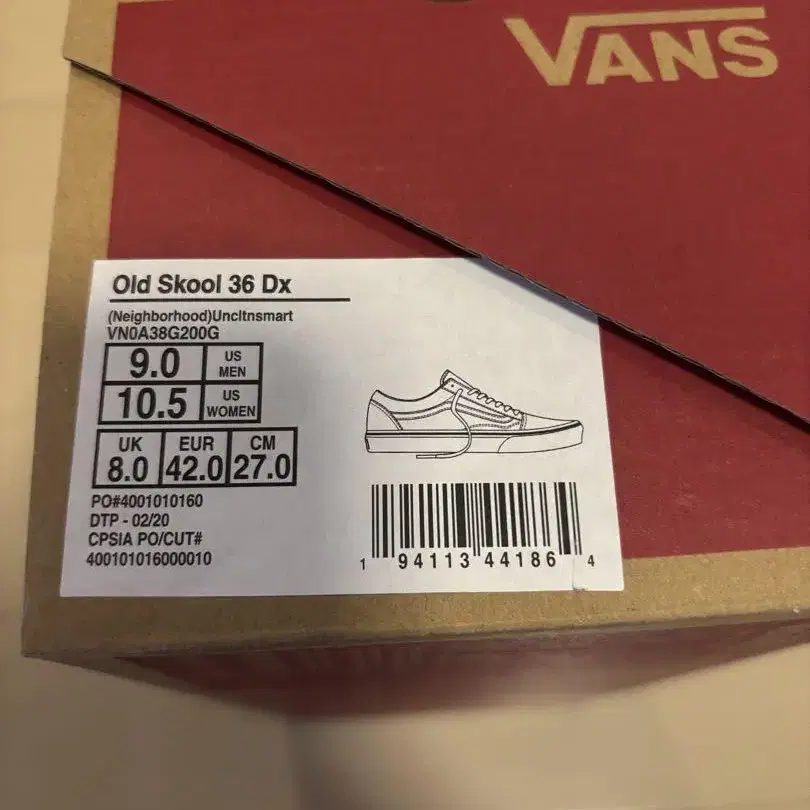 VANS
Old Skool 36 Dx
(Neighborhood)Uncltnsmart
VN0A38G200G
9.0 US MEN
10.5 US WOMEN
UK EUR CM
8.0 42.0 27.0
PO#4001010160
DTP - 02/20
CPSIA PO/CUT#
400101016000010
1 94113 44186 4